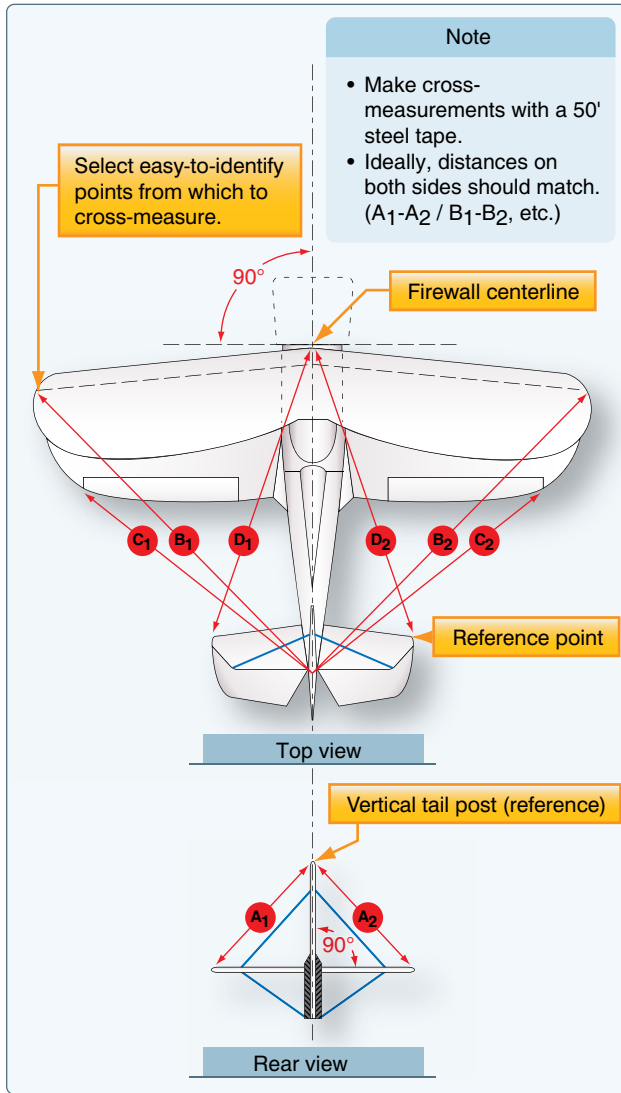 Note
• Make cross-
measurements with a 50'
steel tape.
• Ideally, distances on
both sides should match.
(A1-A2 / B1-B2, etc.)
Select easy-to-identify
points from which to
cross-measure.
90°
Firewall centerline
C1
B1
D1
D2
B2
C2
Reference point
Top view
Vertical tail post (reference)
A1
A2
90°
Rear view